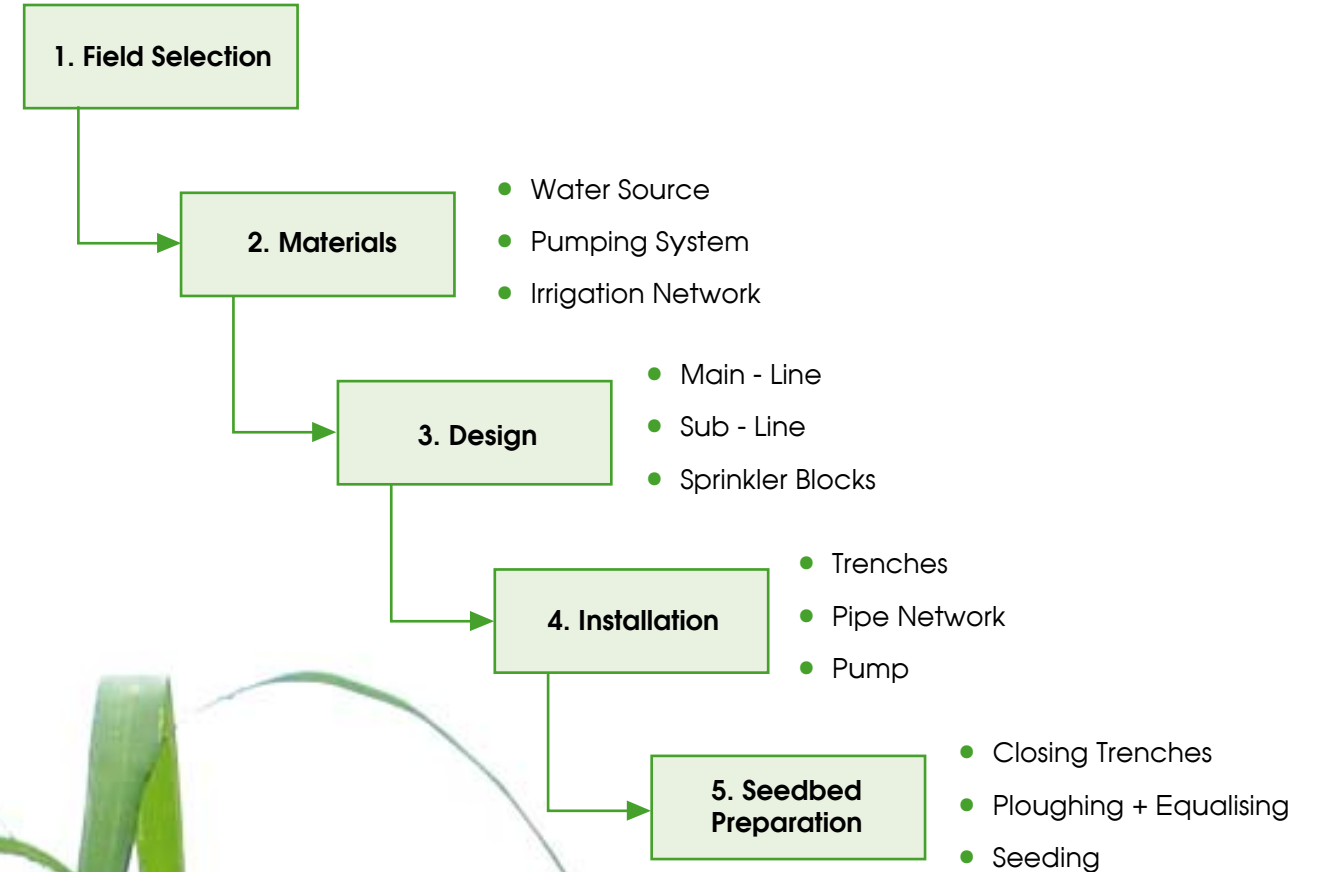 1. Field Selection
2. Materials
• Water Source
• Pumping System
• Irrigation Network
3. Design
• Main - Line
• Sub - Line
• Sprinkler Blocks
4. Installation
• Trenches
• Pipe Network
• Pump
5. Seedbed
Preparation
• Closing Trenches
• Ploughing + Equalising
• Seeding